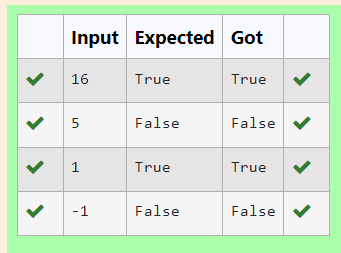 Input Expected Got
16 True True
5 False False
1 True True
-1 False False